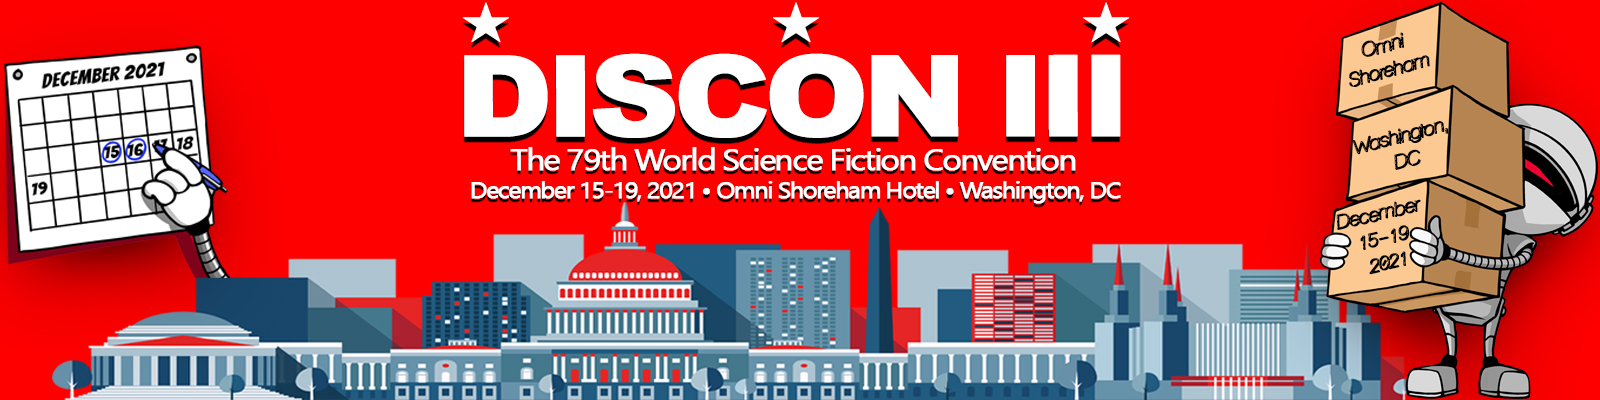 DECEMBER 2021
15 16 17 18
19
DISCON III
The 79th World Science Fiction Convention
December 15-19, 2021 • Omni Shoreham Hotel • Washington, DC
Omni
Shoreham
Washington,
DC
December
15-19
2021